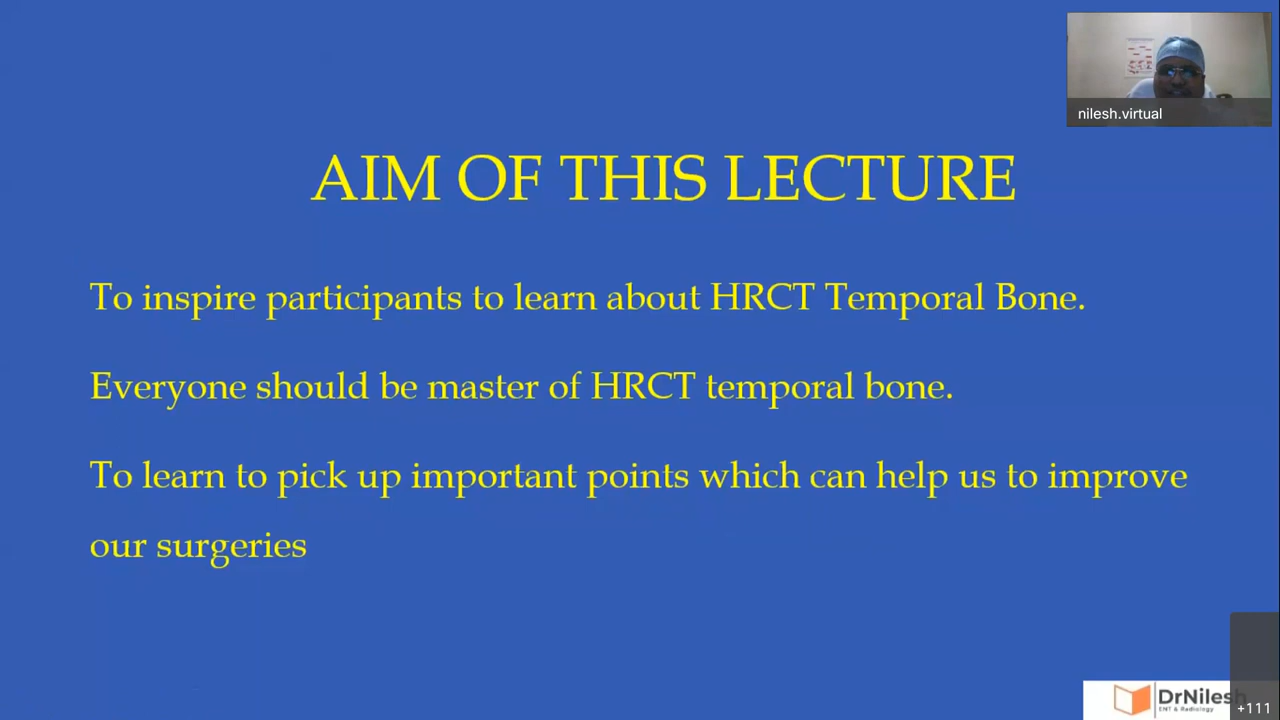 nilesh.virtual
AIM OF THIS LECTURE
To inspire participants to learn about HRCT Temporal Bone.
Everyone should be master of HRCT temporal bone.
To learn to pick up important points which can help us to improve
our surgeries
DrNilesh
ENT & Radiology
+111